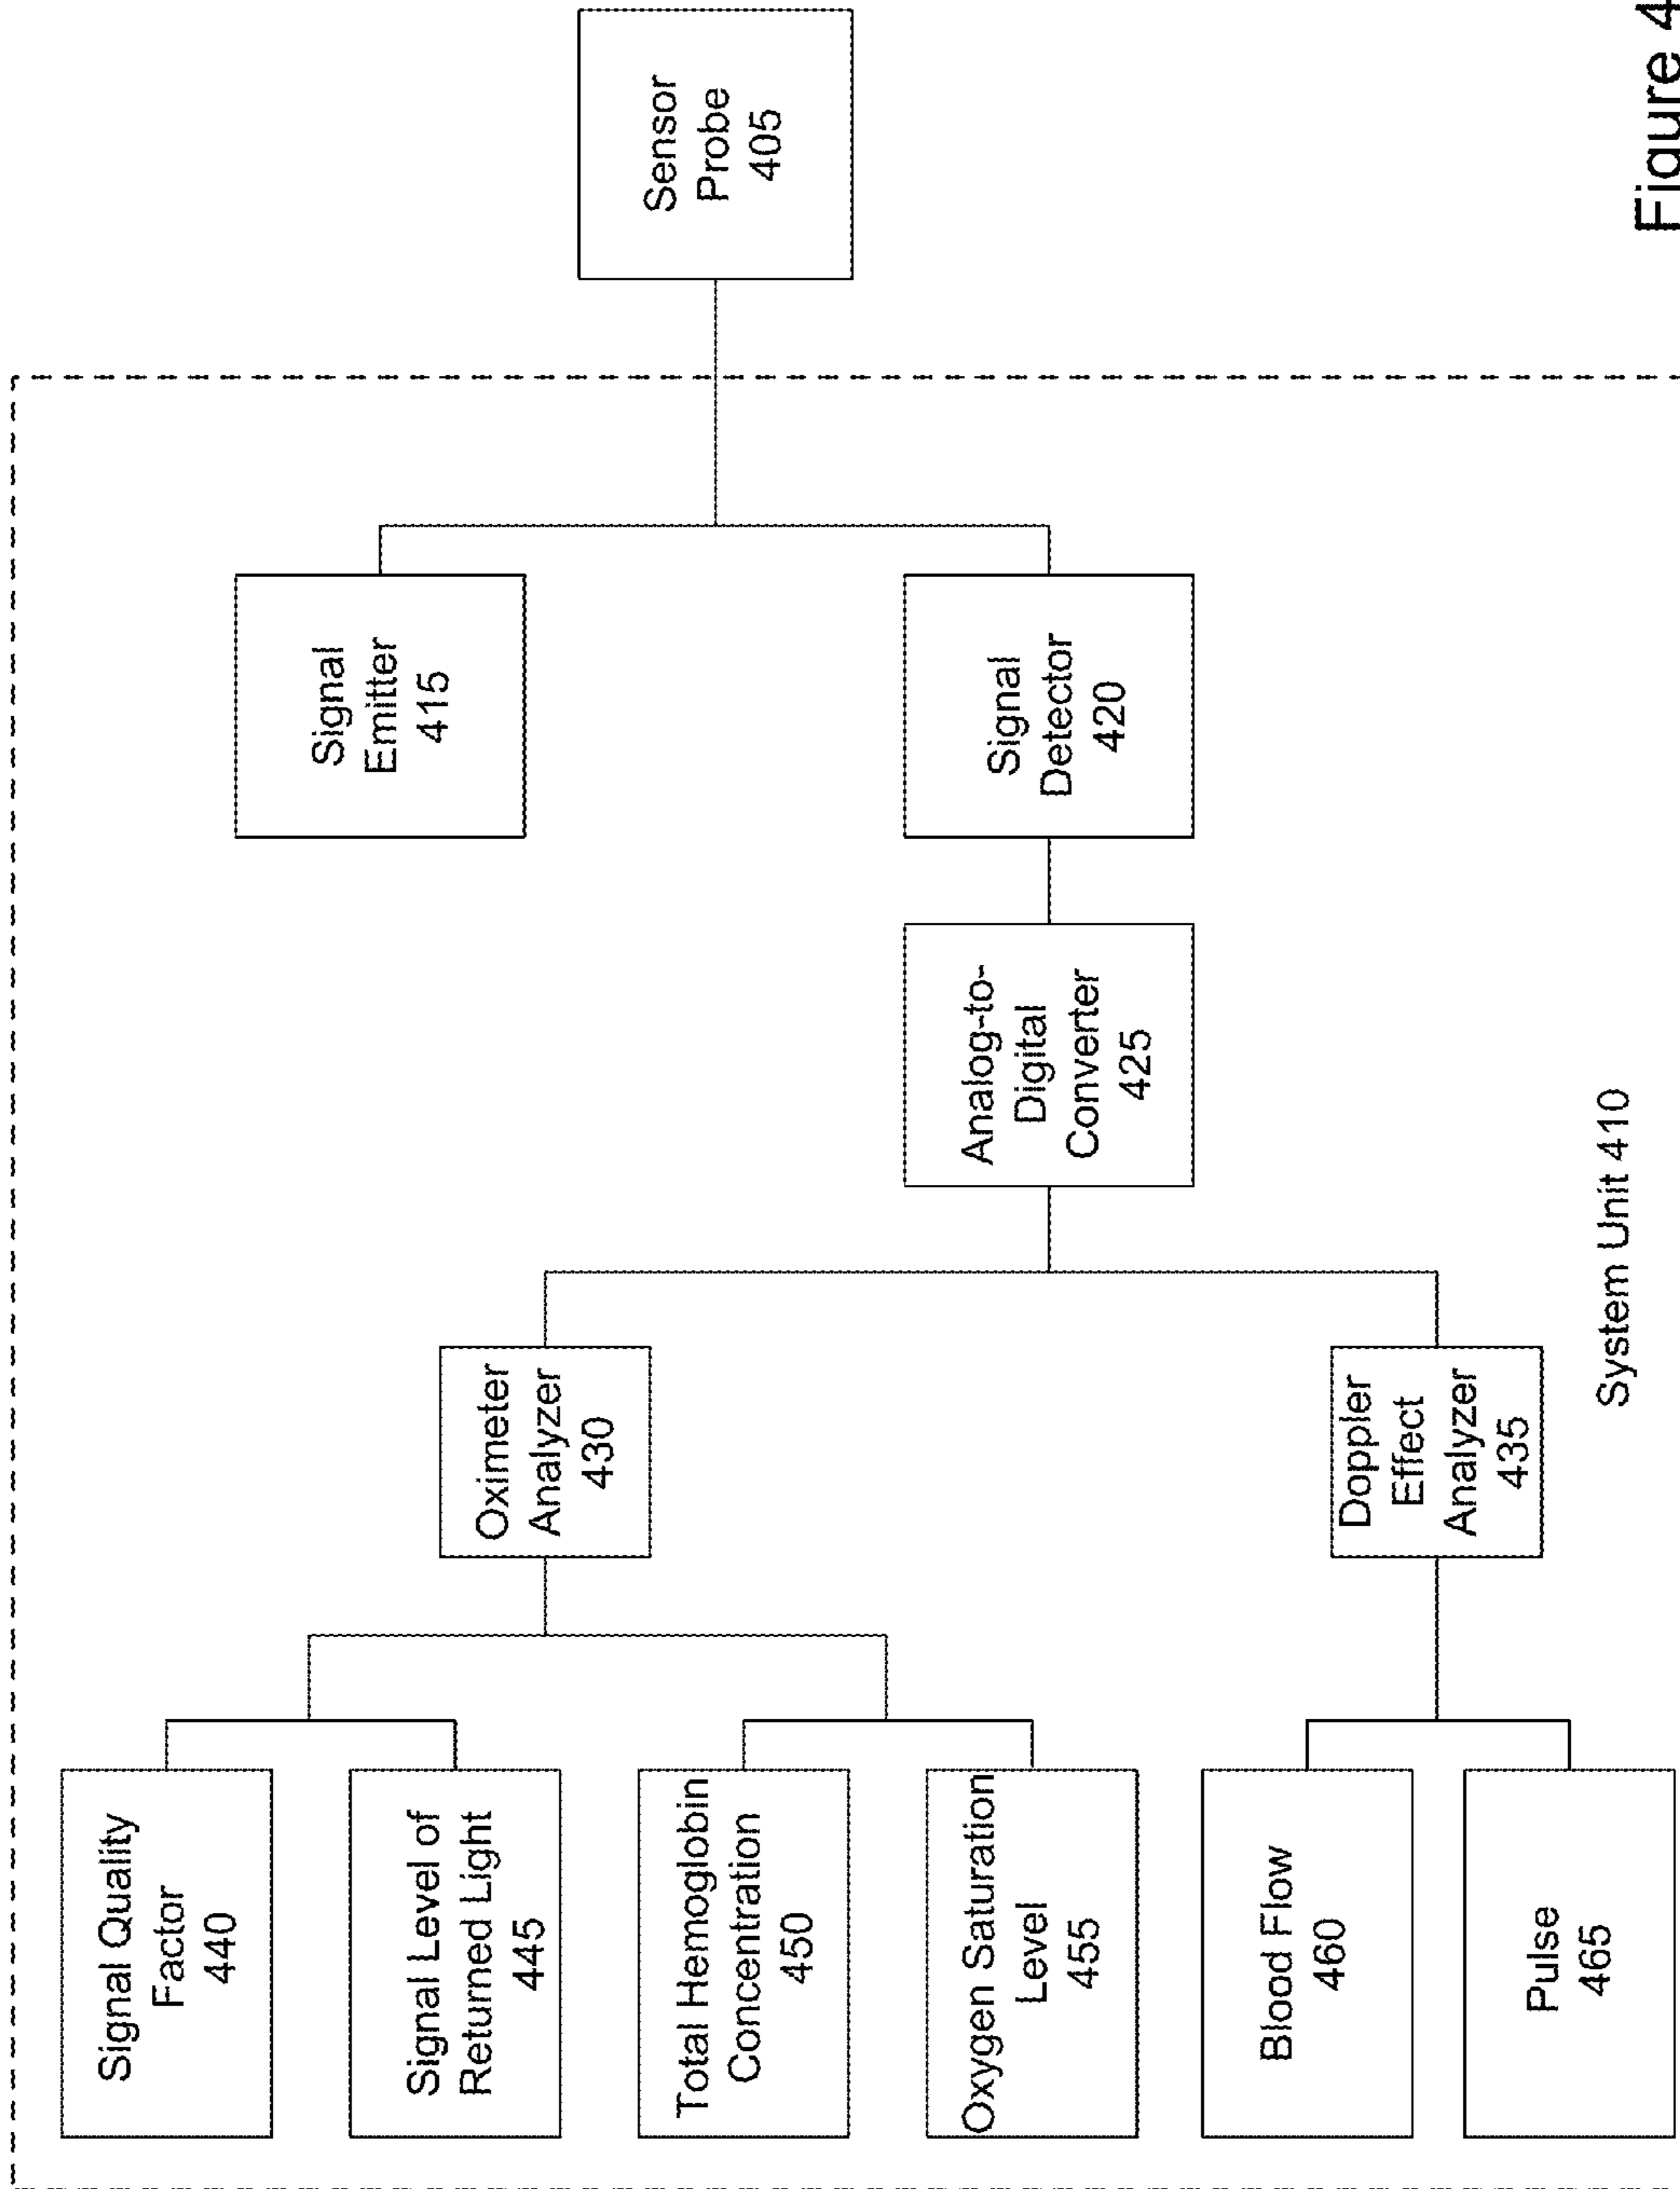 Sensor
Probe
405
Signal
Emitter
415
Signal
Detector
420
Analog-to-
Digital
Converter
425
Oximeter
Analyzer
430
Doppler
Effect
Analyzer
435
Signal Quality
Factor
440
Signal Level of
Returned Light
445
Total Hemoglobin
Concentration
450
Oxygen Saturation
Level
455
Blood Flow
460
Pulse
465
System Unit 410
Figure 4